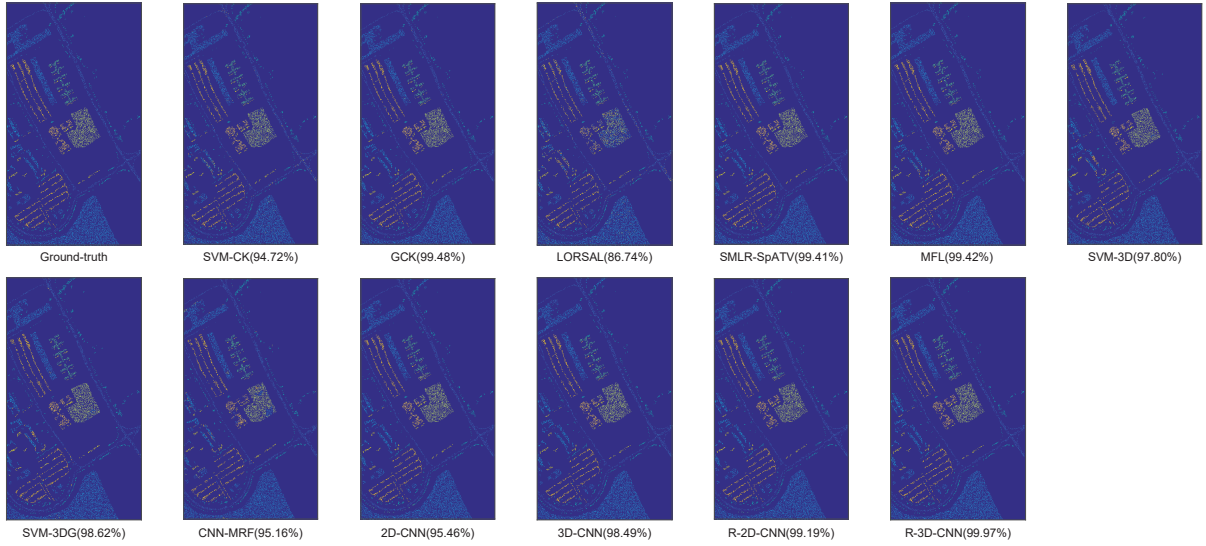 Ground-truth
SVM-CK(94.72%)
GCK(99.48%)
LORSAL(86.74%)
SMLR-SpATV(99.41%)
MFL(99.42%)
SVM-3D(97.80%)
SVM-3DG(98.62%)
CNN-MRF(95.16%)
2D-CNN(95.46%)
3D-CNN(98.49%)
R-2D-CNN(99.19%)
R-3D-CNN(99.97%)